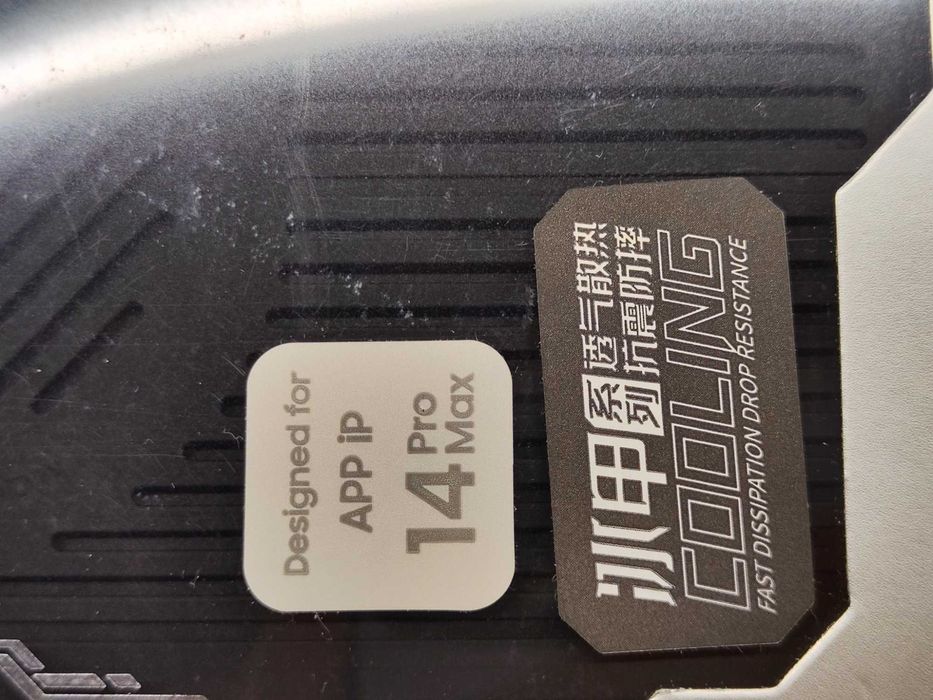 Designed for
APP iP
14 Pro
Max
冰甲系列
透气散热
抗震防摔
COOLING
FAST DISSIPATION DROP RESISTANCE